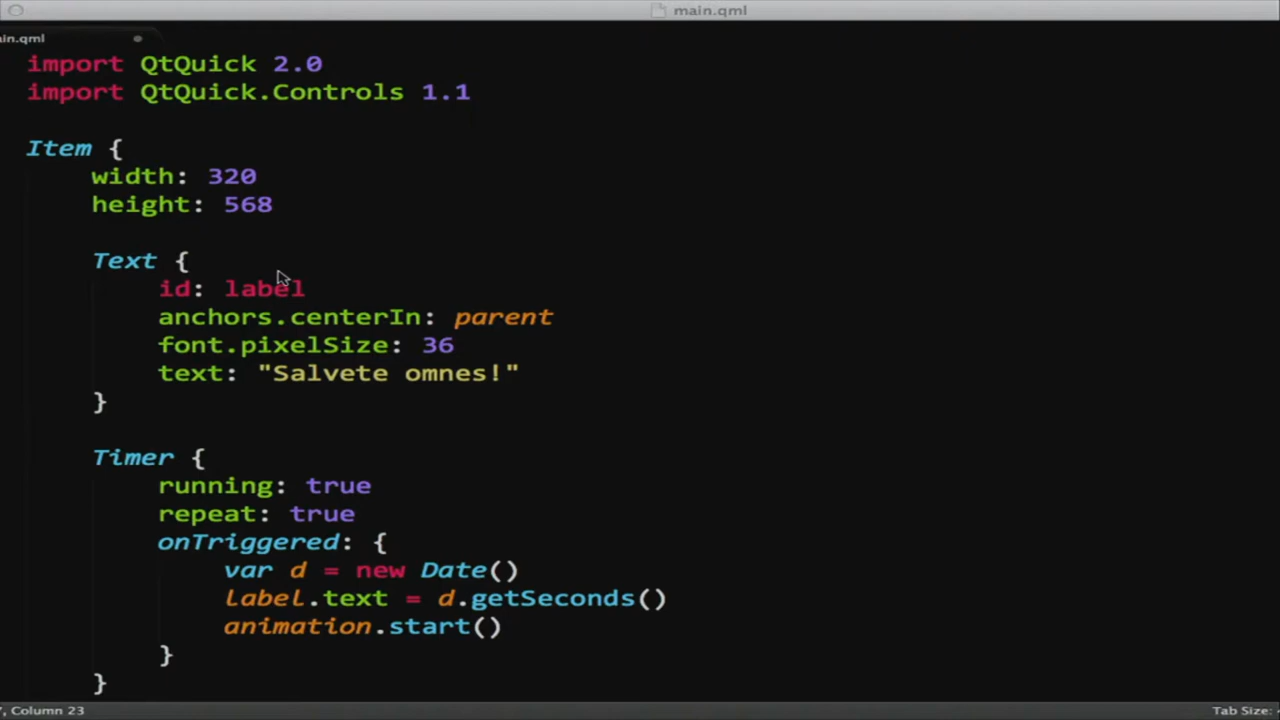 main.qml
ain.qml
import QtQuick 2.0
import QtQuick.Controls 1.1
Item {
width: 320
height: 568
Text {
id: label
anchors.centerIn: parent
font.pixelSize: 36
text: "Salvete omnes!"
}
Timer {
running: true
repeat: true
onTriggered: {
var d = new Date()
label.text = d.getSeconds()
animation.start()
}
}
, Column 23
Tab Size: